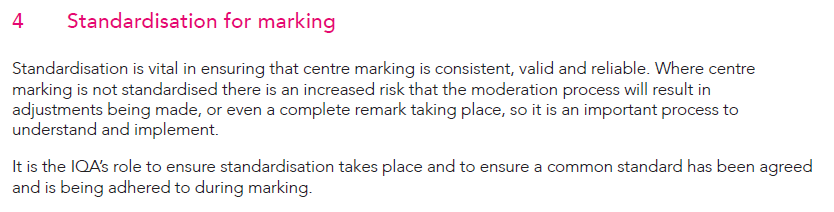 4 Standardisation for marking
Standardisation is vital in ensuring that centre marking is consistent, valid and reliable. Where centre
marking is not standardised there is an increased risk that the moderation process will result in
adjustments being made, or even a complete remark taking place, so it is an important process to
understand and implement.
It is the IQA's role to ensure standardisation takes place and to ensure a common standard has been agreed
and is being adhered to during marking.